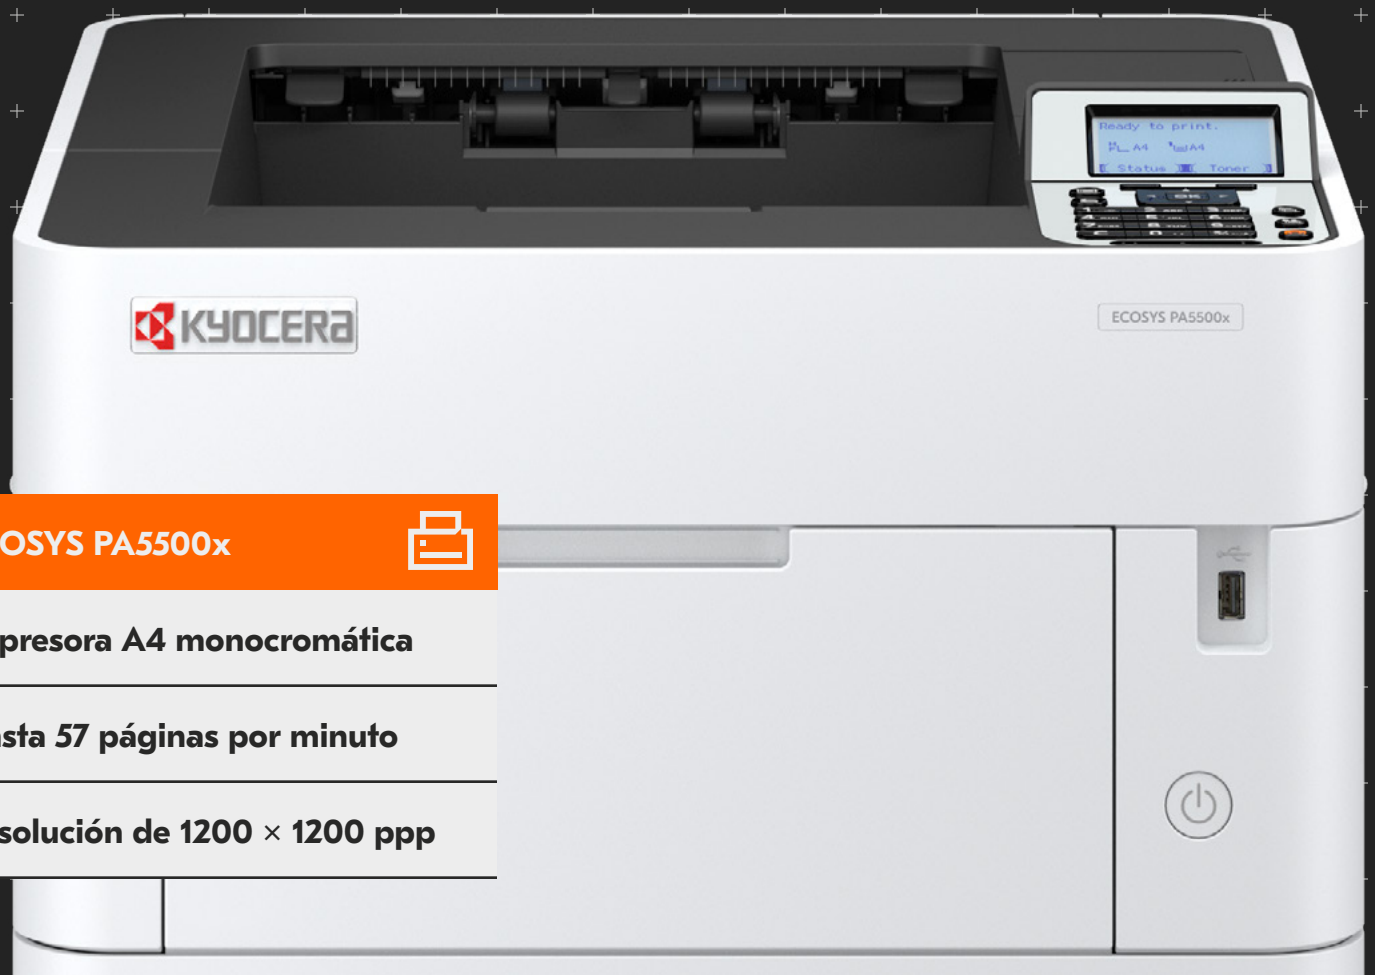 Ready to print.
A4 A4
Status Toner
KYOCERA
ECOSYS PA5500x
OSYS PA5500x
presora A4 monocromática
sta 57 páginas por minuto
solución de 1200 × 1200 ppp